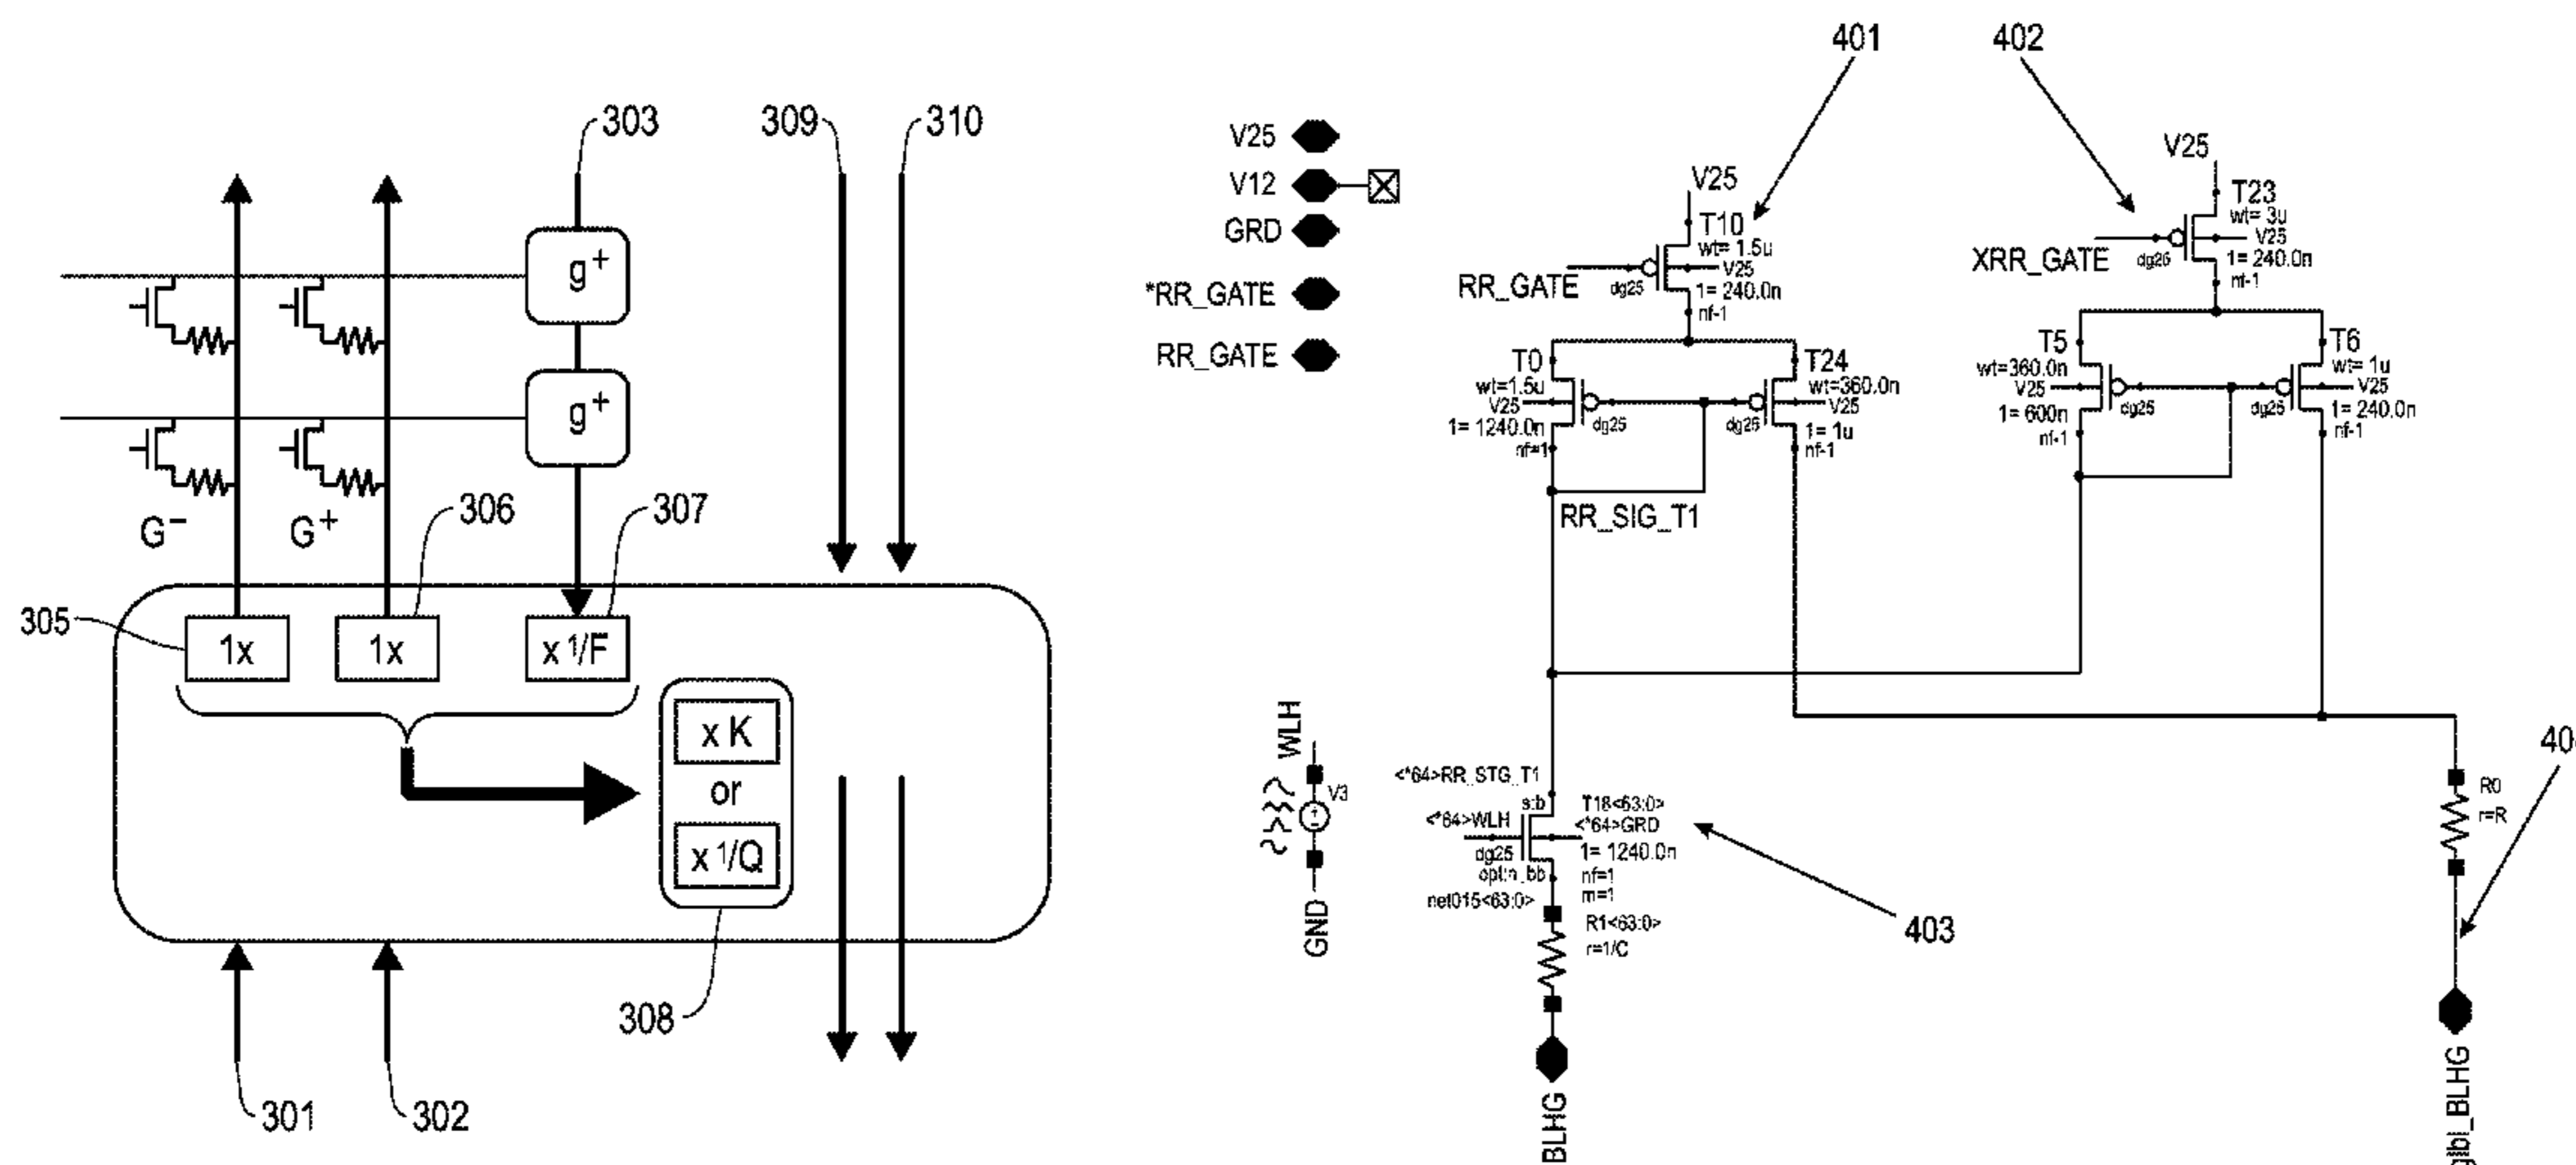 303
309
310
g+
g+
G−
G+
306
307
305
1x
1x
x 1/F
x K
or
x 1/Q
308
301
302
401
402
V25
V12
GRD
*RR_GATE
RR_GATE
V25
T10
wt= 1.5u
V25
RR_GATE
dg25
1= 240.0n
nf-1
V25
T23
wt= 3u
V25
XRR_GATE
dg25
1= 240.0n
nf-1
T0
wt=1.5u
V25
1= 1240.0n
nf=1
dg25
T24
wt=360.0n
V25
dg25
1= 1u
nf-1
RR_SIG_T1
T5
wt=360.0n
V25
1= 600n
nf-1
dg25
T6
wt= 1u
V25
dg25
1= 240.0n
nf-1
WLH
V3
GND
<*64>RR_STG_T1
s:b
T18<63:0>
<*64>WLH
<*64>GRD
dg25
1= 1240.0n
opt:n_bb
nf=1
m=1
net015<63:0>
R1<63:0>
r=1/C
403
BLHG
40
R0
r=R
glbl_BLHG